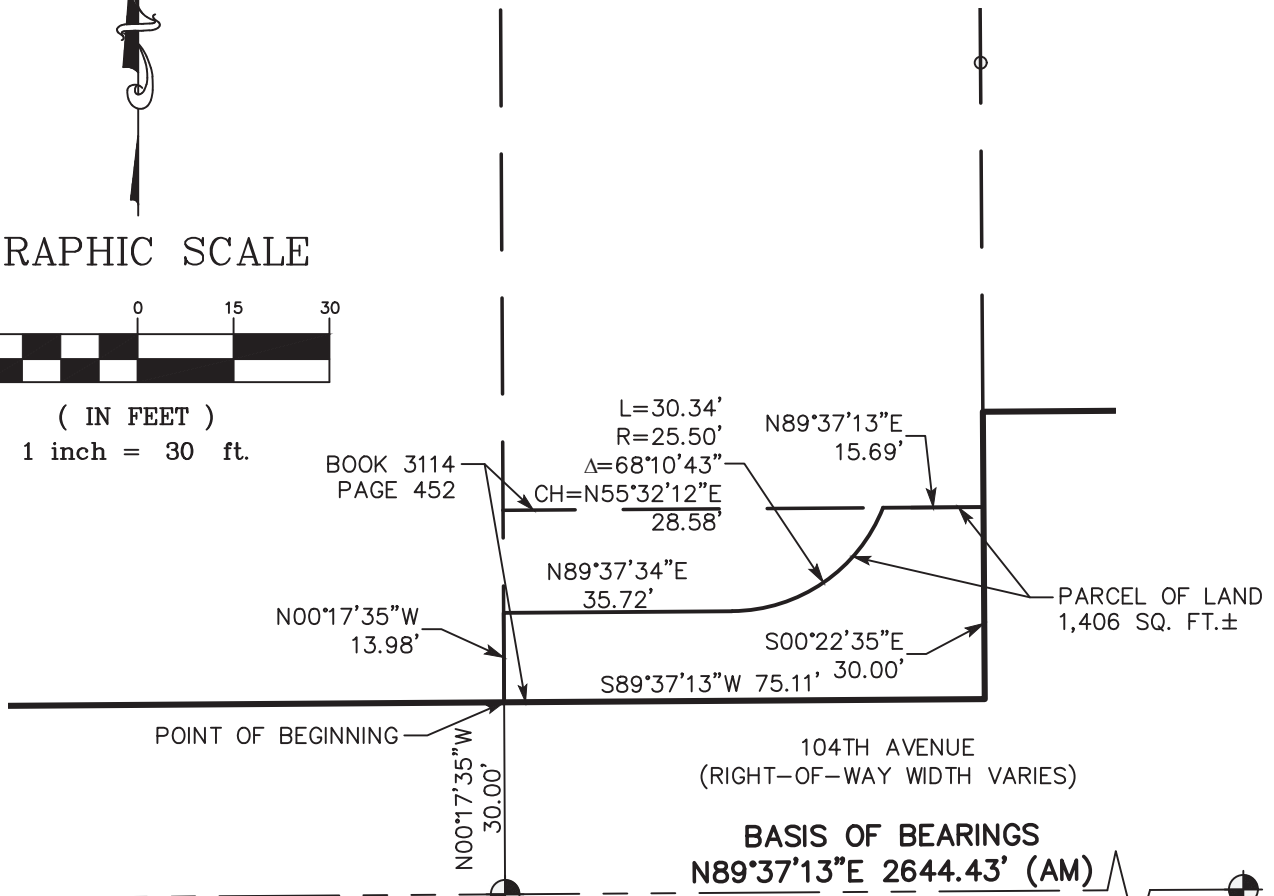 RAPHIC SCALE
0 15 30
( IN FEET )
1 inch = 30 ft.
L=30.34'
R=25.50'
Δ=68°10'43"
CH=N55°32'12"E
28.58'
N89°37'13"E
15.69'
BOOK 3114
PAGE 452
N89°37'34"E
35.72'
N00°17'35"W
13.98'
PARCEL OF LAND
1,406 SQ. FT.±
S00°22'35"E
30.00'
S89°37'13"W 75.11'
POINT OF BEGINNING
N00°17'35"W
30.00'
104TH AVENUE
(RIGHT-OF-WAY WIDTH VARIES)
BASIS OF BEARINGS
N89°37'13"E 2644.43' (AM)